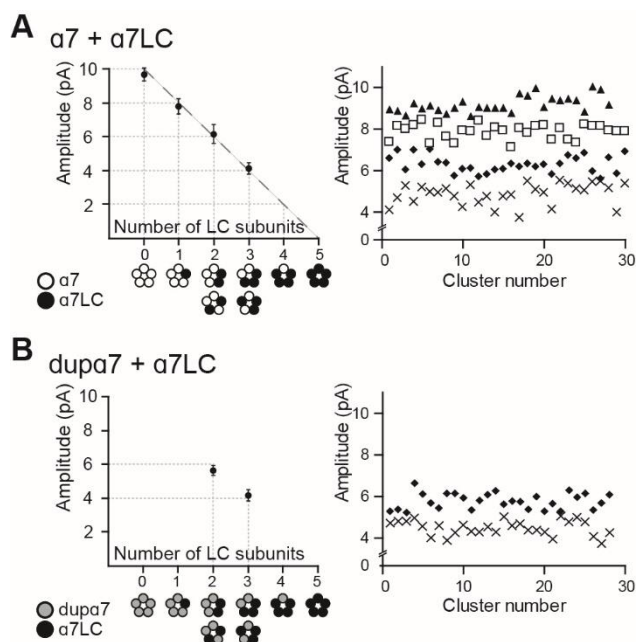 A
α7 + α7LC
Amplitude (pA)
10
8
6
4
2
Number of LC subunits
0 1 2 3 4 5
α7
α7LC
Amplitude (pA)
10
8
6
4
0
0 10 20 30
Cluster number
B
dupα7 + α7LC
Amplitude (pA)
10
8
6
4
2
Number of LC subunits
0 1 2 3 4 5
dupα7
α7LC
Amplitude (pA)
10
8
6
4
0
0 10 20 30
Cluster number